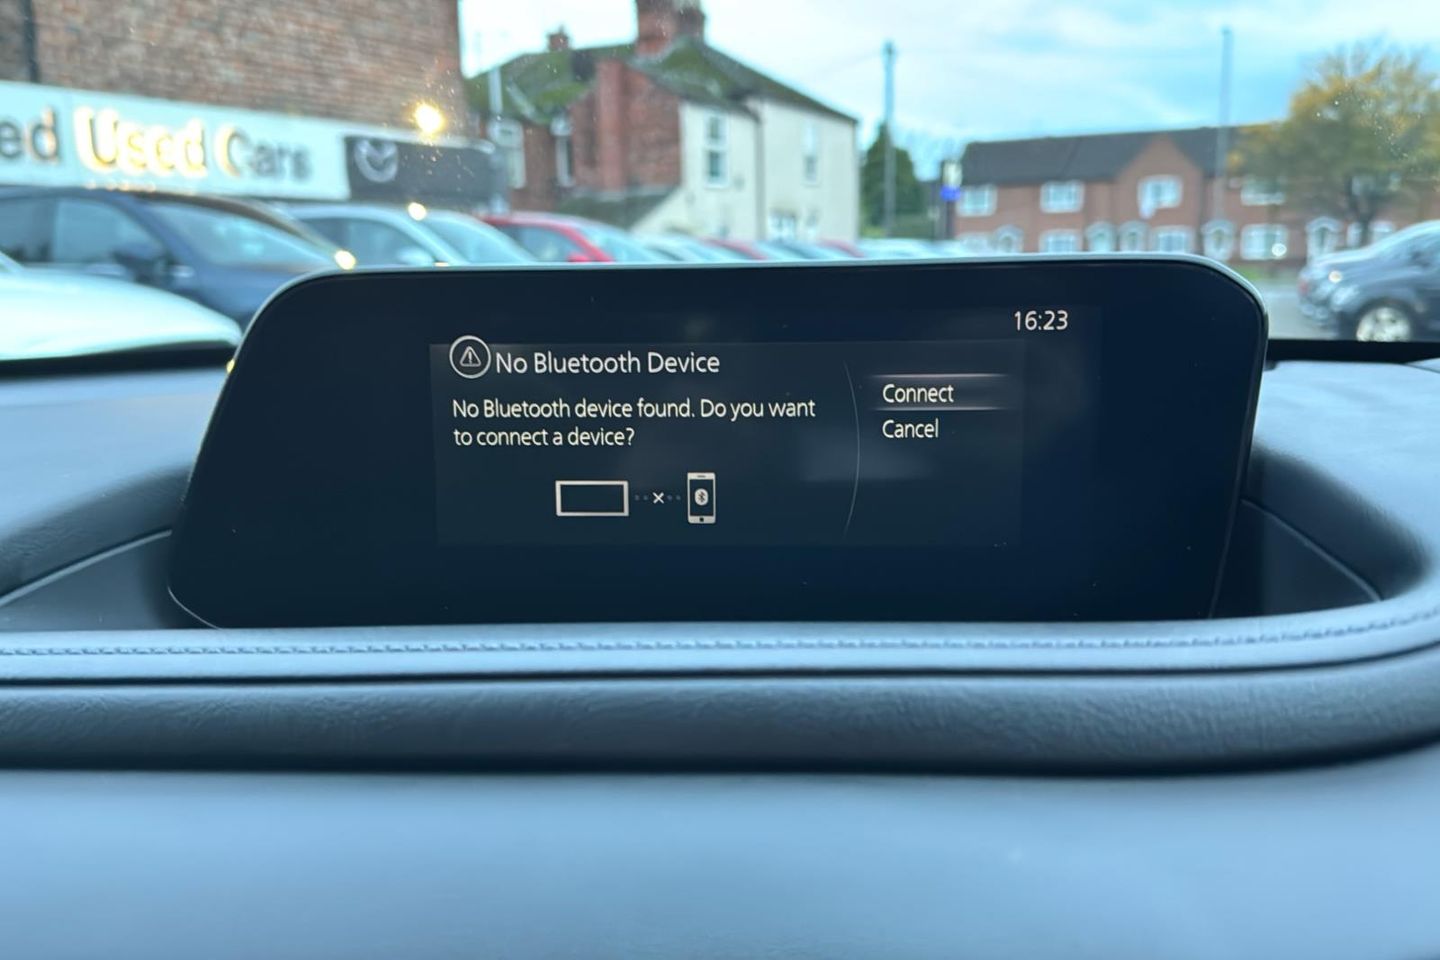 ed Used Cars
16:23
No Bluetooth Device
No Bluetooth device found. Do you want
to connect a device?
Connect
Cancel